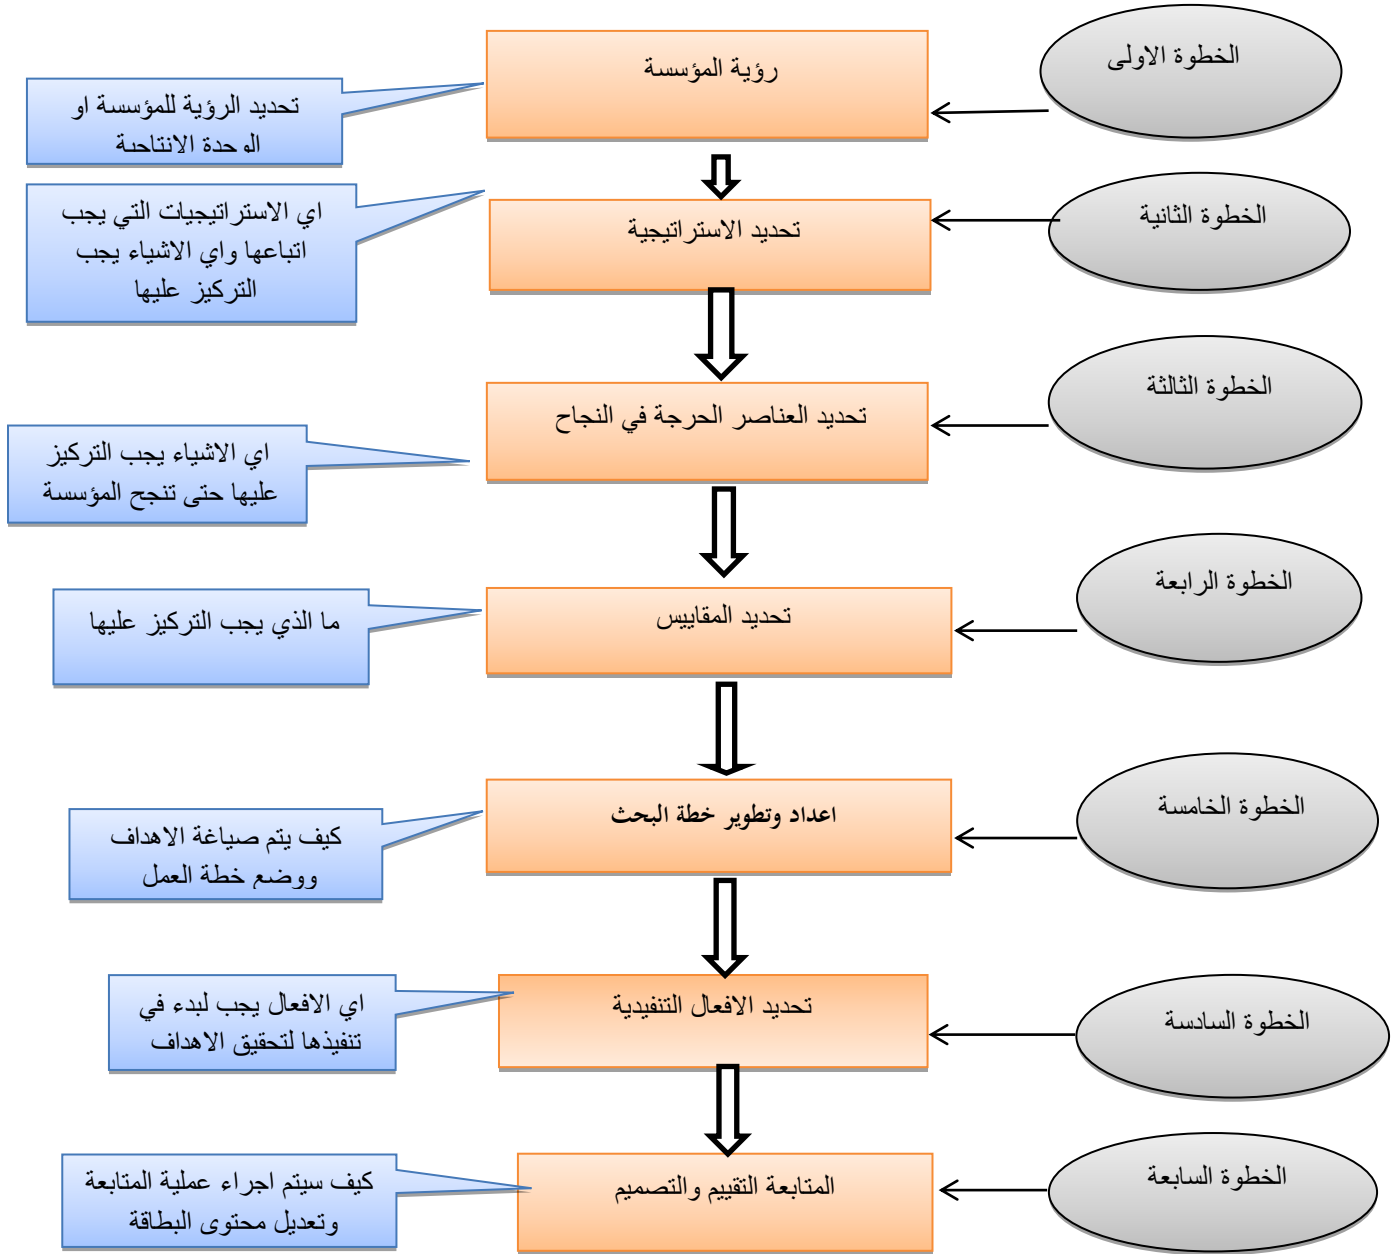 الخطوة الاولى
رؤية المؤسسة
تحديد الرؤية للمؤسسة او
الوحدة الانتاجية
الخطوة الثانية
تحديد الاستراتيجية
اي الاستراتيجيات التي يجب
اتباعها واي الاشياء يجب
التركيز عليها
الخطوة الثالثة
تحديد العناصر الحرجة في النجاح
اي الاشياء يجب التركيز
عليها حتى تنجح المؤسسة
الخطوة الرابعة
تحديد المقاييس
ما الذي يجب التركيز عليها
الخطوة الخامسة
اعداد وتطوير خطة البحث
كيف يتم صياغة الاهداف
ووضع خطة العمل
الخطوة السادسة
تحديد الافعال التنفيدية
اي الافعال يجب لبدء في
تنفيذها لتحقيق الاهداف
الخطوة السابعة
المتابعة التقييم والتصميم
كيف سيتم اجراء عملية المتابعة
وتعديل محتوى البطاقة